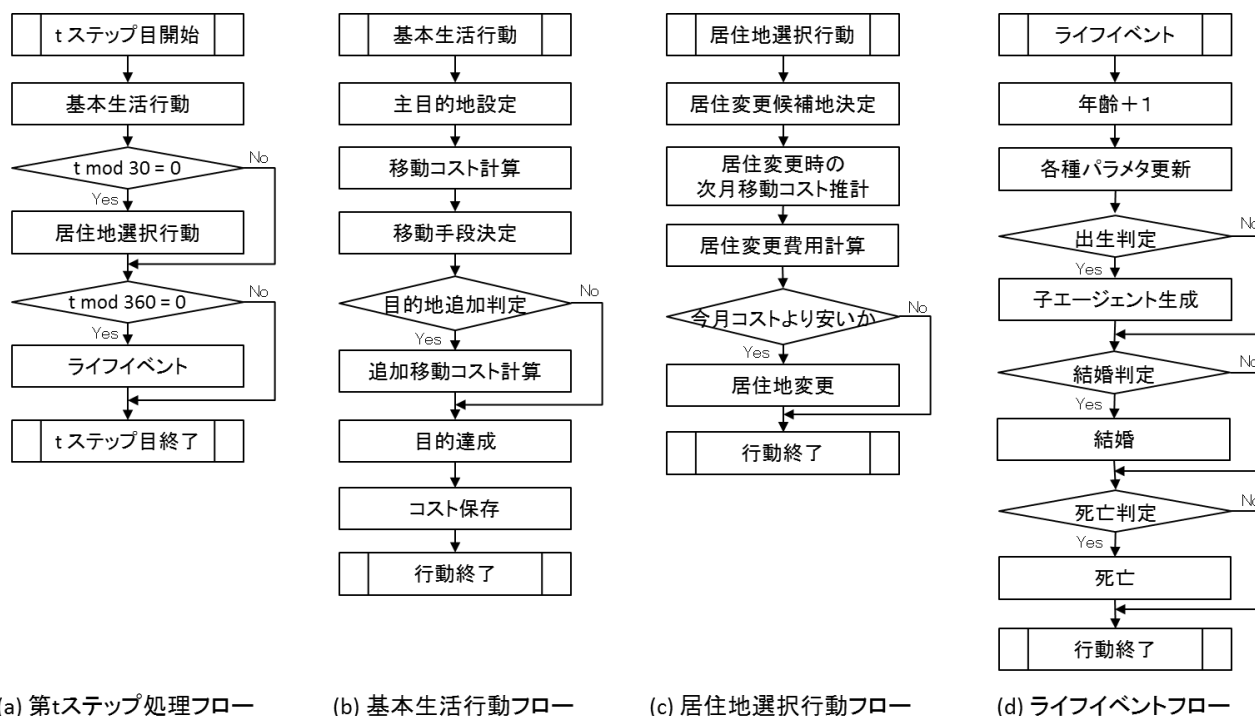 t ステップ目開始
基本生活行動
t mod 30 = 0
No
Yes
居住地選択行動
t mod 360 = 0
No
Yes
ライフイベント
t ステップ目終了
(a) 第tステップ処理フロー
基本生活行動
主目的地設定
移動コスト計算
移動手段決定
目的地追加判定
No
Yes
追加移動コスト計算
目的達成
コスト保存
行動終了
(b) 基本生活行動フロー
居住地選択行動
居住変更候補地決定
居住変更時の
次月移動コスト推計
居住変更費用計算
今月コストより安いか
No
Yes
居住地変更
行動終了
(c) 居住地選択行動フロー
ライフイベント
年齢+1
各種パラメタ更新
出生判定
No
Yes
子エージェント生成
結婚判定
No
Yes
結婚
死亡判定
No
Yes
死亡
行動終了
(d) ライフイベントフロー